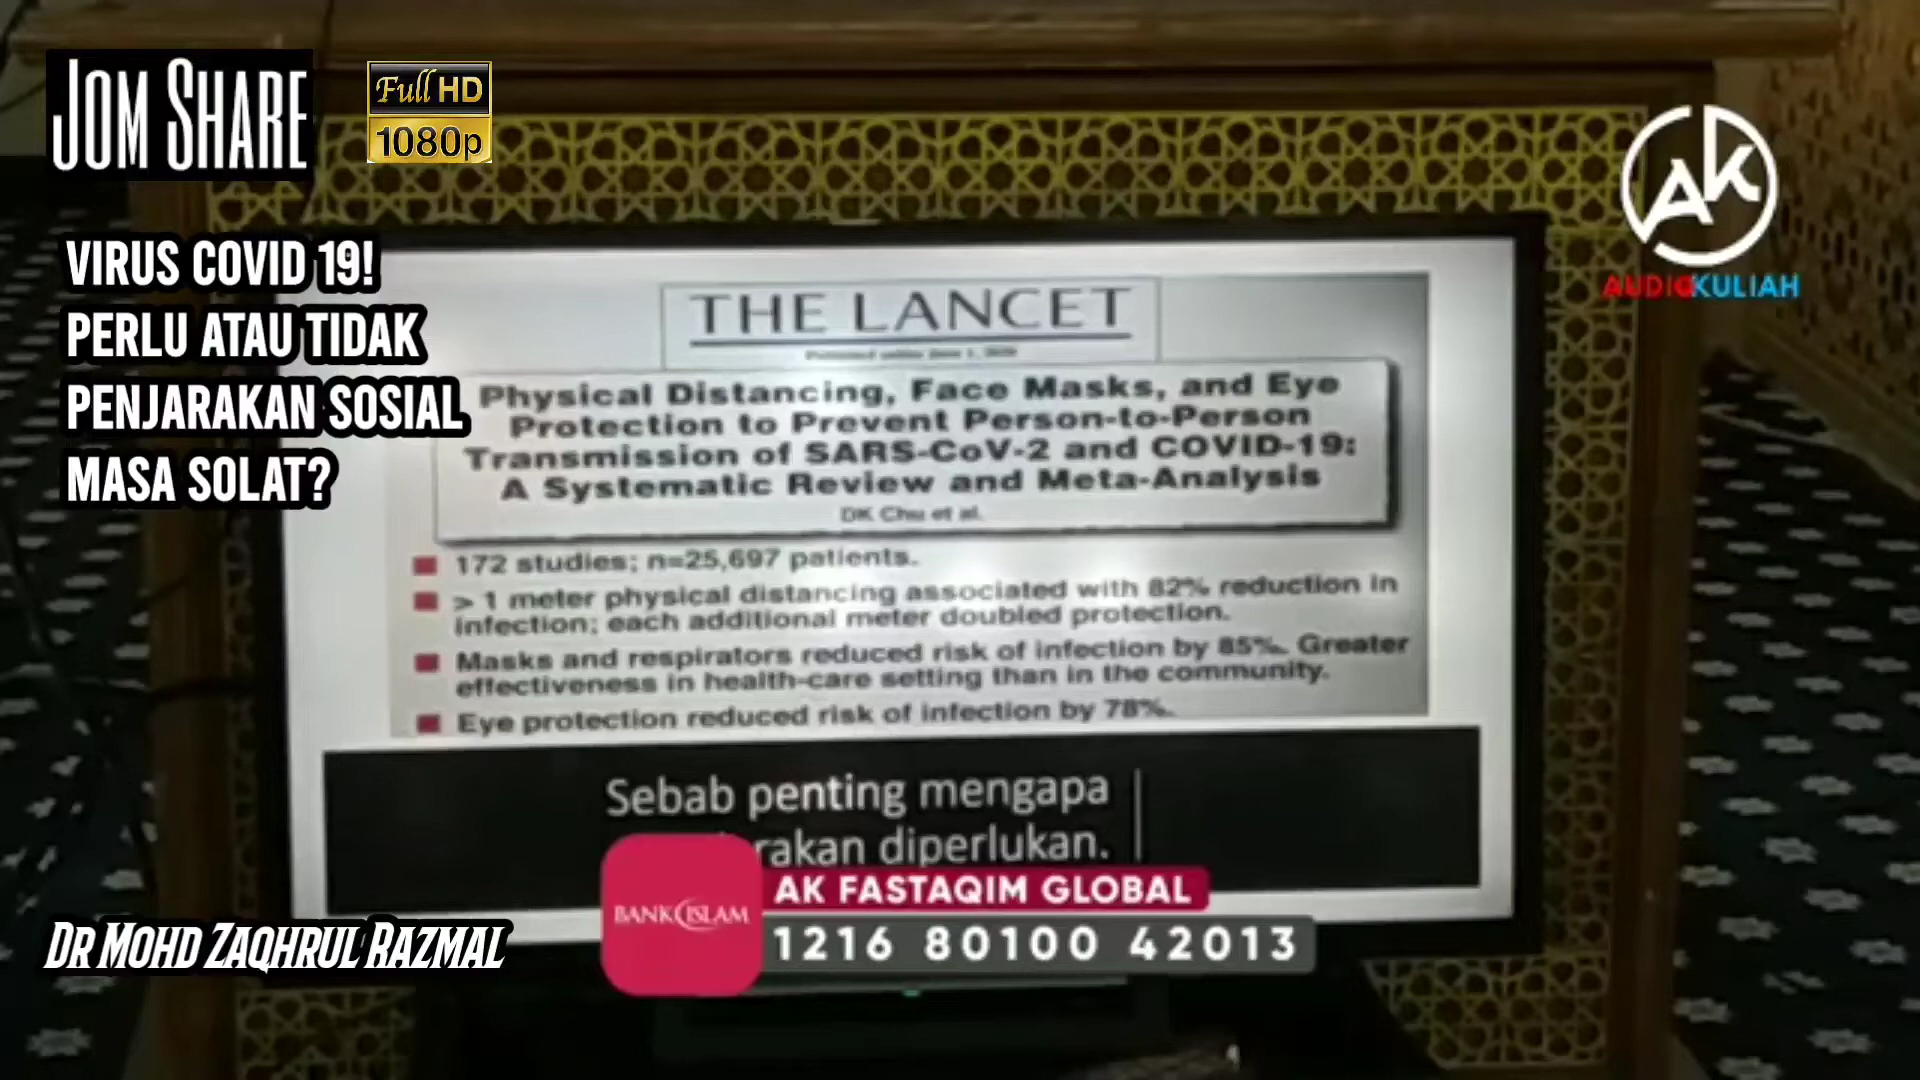 JOM SHARE
Full HD
1080p
AK
AUDIOKULIAH
VIRUS COVID 19!
PERLU ATAU TIDAK
PENJARAKAN SOSIAL
MASA SOLAT?
THE LANCET
Published online June 1, 2020
Physical Distancing, Face Masks, and Eye
Protection to Prevent Person-to-Person
Transmission of SARS-CoV-2 and COVID-19:
A Systematic Review and Meta-Analysis
DK Chu et al.
172 studies; n=25,697 patients.
> 1 meter physical distancing associated with 82% reduction in
infection; each additional meter doubled protection.
Masks and respirators reduced risk of infection by 85%. Greater
effectiveness in health-care setting than in the community.
Eye protection reduced risk of infection by 78%.
Sebab penting mengapa
rakan diperlukan.
BANK ISLAM
AK FASTAQIM GLOBAL
1216 80100 42013
DR MOHD ZAQHRUL RAZMAL